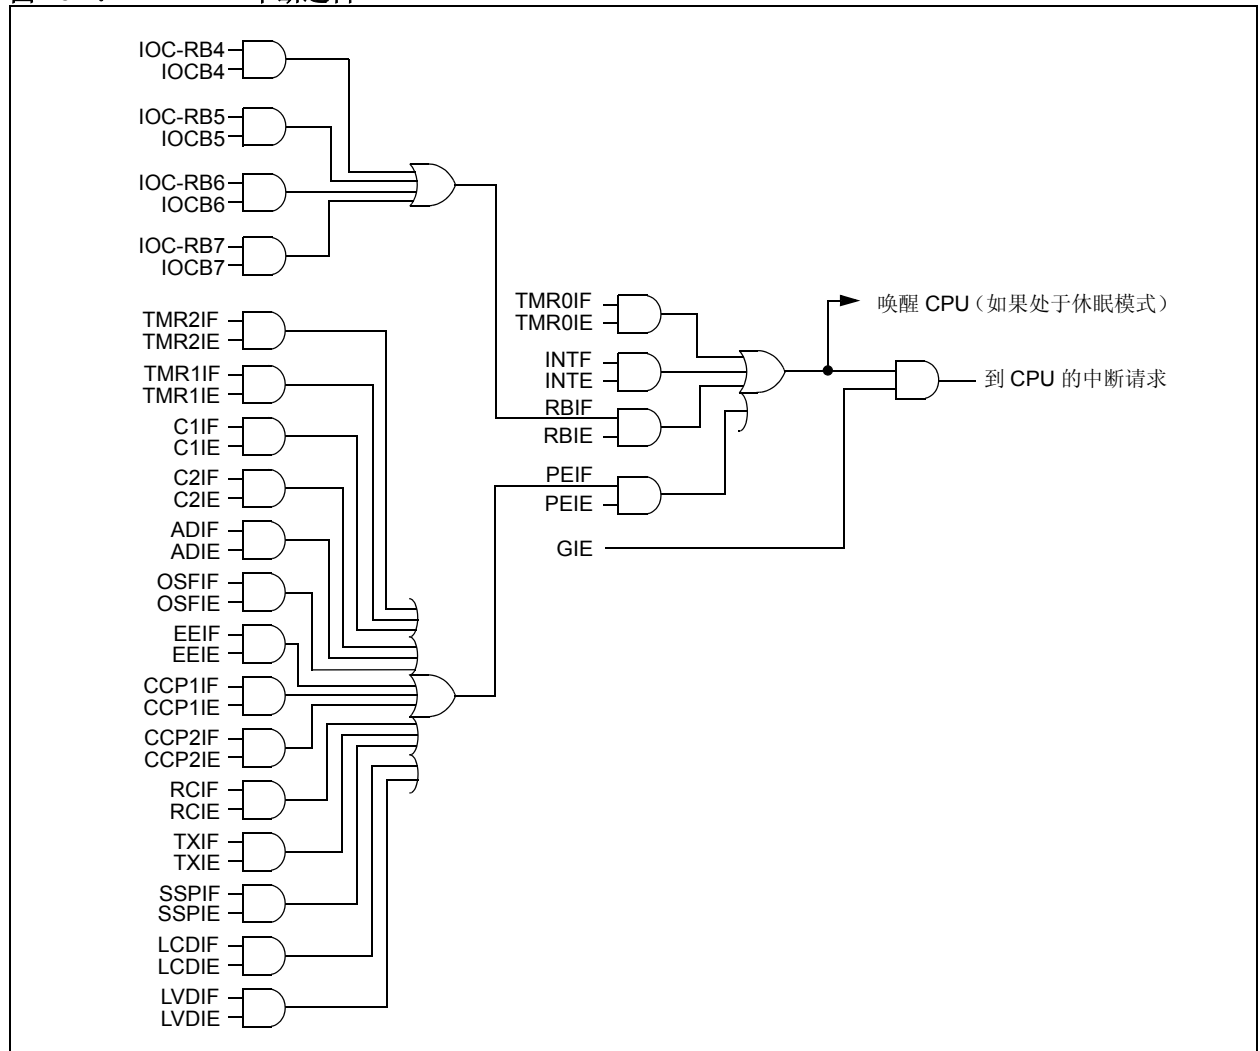 IOC-RB4
IOCB4
IOC-RB5
IOCB5
IOC-RB6
IOCB6
IOC-RB7
IOCB7
TMR2IF
TMR2IE
TMR1IF
TMR1IE
C1IF
C1IE
C2IF
C2IE
ADIF
ADIE
OSFIF
OSFIE
EEIF
EEIE
CCP1IF
CCP1IE
CCP2IF
CCP2IE
RCIF
RCIE
TXIF
TXIE
SSPIF
SSPIE
LCDIF
LCDIE
LVDIF
LVDIE
TMR0IF
TMR0IE
INTF
INTE
RBIF
RBIE
PEIF
PEIE
GIE
唤醒 CPU（如果处于休眠模式）
到 CPU 的中断请求